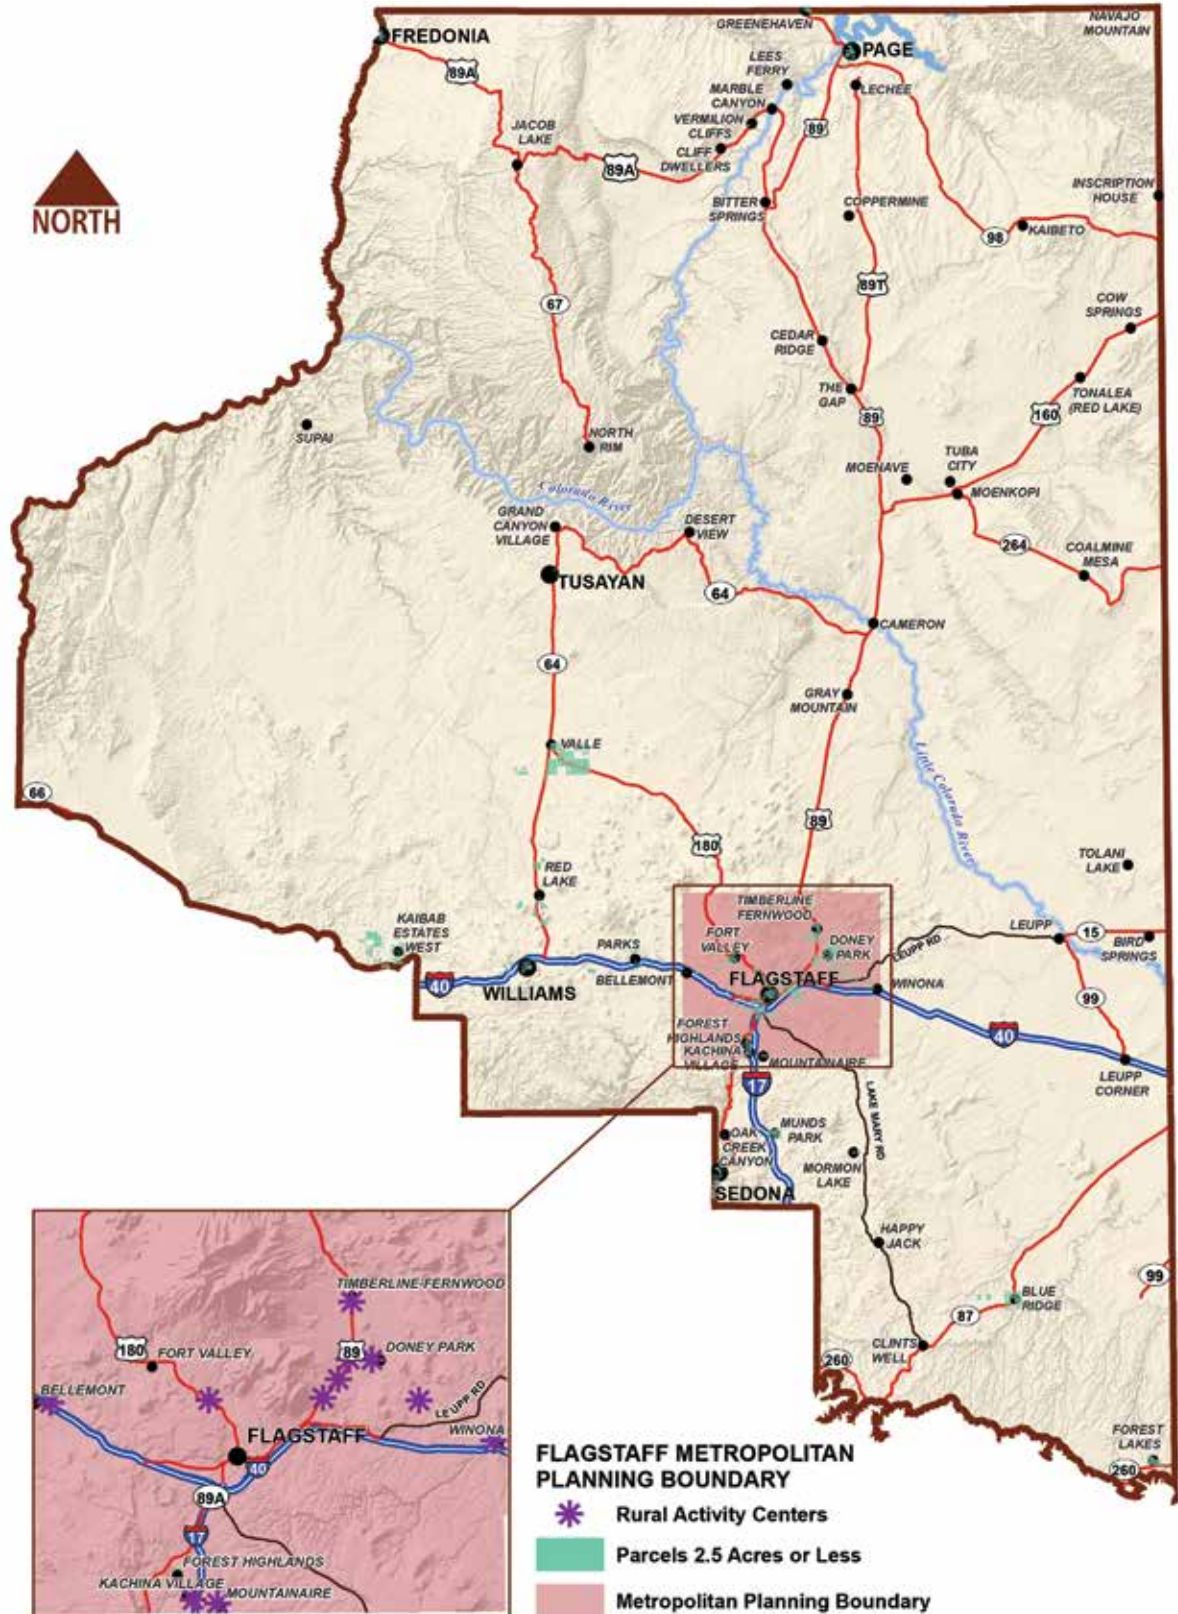 GREENEHAVEN
NAVAJO
MOUNTAIN
FREDONIA
PAGE
89A
LEES
FERRY
LECHEE
MARBLE
CANYON
VERMILION
CLIFFS
CLIFF
DWELLERS
89
JACOB
LAKE
89A
NORTH
INSCRIPTION
HOUSE
BITTER
SPRINGS
COPPERMINE
KAIBETO
98
89T
67
COW
SPRINGS
CEDAR
RIDGE
THE
GAP
TONALEA
(RED LAKE)
160
89
SUPAI
NORTH
RIM
MOENAVE
TUBA
CITY
MOENKOPI
Colorado River
GRAND
CANYON
VILLAGE
DESERT
VIEW
264
COALMINE
MESA
TUSAYAN
64
CAMERON
64
GRAY
MOUNTAIN
VALLE
Little Colorado River
66
89
180
TOLANI
LAKE
RED
LAKE
TIMBERLINE
FERNWOOD
KAIBAB
ESTATES
WEST
FORT
VALLEY
DONEY
PARK
LEUPP RD
LEUPP
15
BIRD
SPRINGS
PARKS
BELLEMONT
FLAGSTAFF
WINONA
40
WILLIAMS
99
FOREST
HIGHLANDS
KACHINA
VILLAGE
MOUNTAINAIRE
40
17
LEUPP
CORNER
LAKE MARY RD
OAK
CREEK
CANYON
MUNDS
PARK
MORMON
LAKE
SEDONA
HAPPY
JACK
99
BLUE
RIDGE
87
CLINTS
WELL
260
FOREST
LAKES
260
TIMBERLINE-FERNWOOD
180
FORT VALLEY
89
DONEY PARK
BELLEMONT
LEUPP RD
FLAGSTAFF
WINONA
40
89A
17
FOREST HIGHLANDS
KACHINA VILLAGE
MOUNTAINAIRE
FLAGSTAFF METROPOLITAN
PLANNING BOUNDARY
Rural Activity Centers
Parcels 2.5 Acres or Less
Metropolitan Planning Boundary